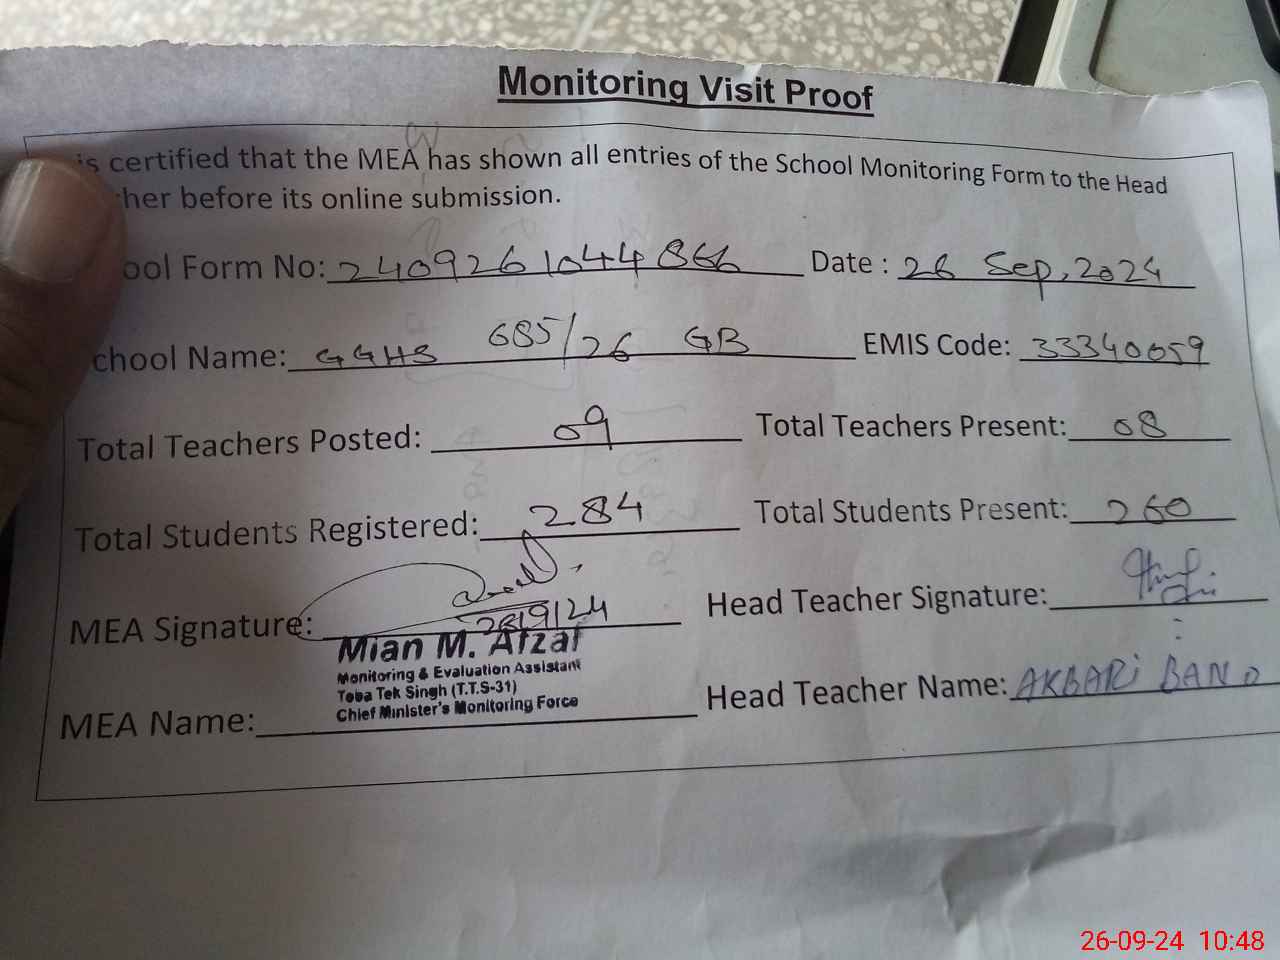 Monitoring Visit Proof
is certified that the MEA has shown all entries of the School Monitoring Form to the Head
her before its online submission.
ool Form No: 2409261044866 Date : 26 Sep, 2024
chool Name: GGHS 685/26 GB EMIS Code: 33340059
Total Teachers Posted: 09 Total Teachers Present: 08
Total Students Registered: 284 Total Students Present: 260
MEA Signature: 26/9/24 Head Teacher Signature:
Mian M. Afzal
Monitoring & Evaluation Assistant
Toba Tek Singh (T.T.S-31)
Chief Minister's Monitoring Force
MEA Name: Head Teacher Name: AKBARI BANO
26-09-24 10:48